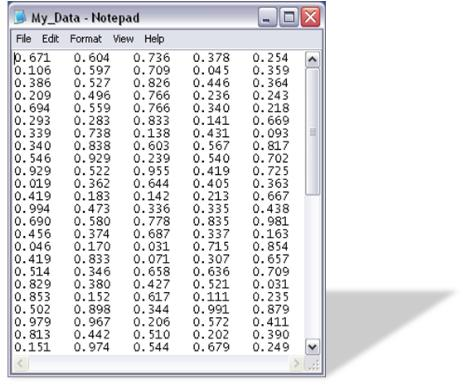 My_Data - Notepad
File Edit Format View Help
0.671 0.604 0.736 0.378 0.254
0.106 0.597 0.709 0.045 0.359
0.386 0.527 0.826 0.446 0.364
0.209 0.496 0.766 0.236 0.243
0.694 0.559 0.766 0.340 0.218
0.293 0.283 0.833 0.141 0.669
0.339 0.738 0.138 0.431 0.093
0.340 0.838 0.603 0.567 0.817
0.546 0.929 0.239 0.540 0.702
0.929 0.522 0.955 0.419 0.725
0.019 0.362 0.644 0.405 0.363
0.419 0.183 0.142 0.213 0.667
0.994 0.473 0.336 0.335 0.438
0.690 0.580 0.778 0.835 0.981
0.456 0.374 0.687 0.337 0.163
0.046 0.170 0.031 0.715 0.854
0.419 0.833 0.071 0.307 0.657
0.514 0.346 0.658 0.636 0.709
0.829 0.380 0.427 0.521 0.031
0.853 0.152 0.617 0.111 0.235
0.502 0.898 0.344 0.991 0.879
0.979 0.967 0.206 0.572 0.411
0.813 0.442 0.510 0.202 0.390
0.151 0.974 0.544 0.679 0.249